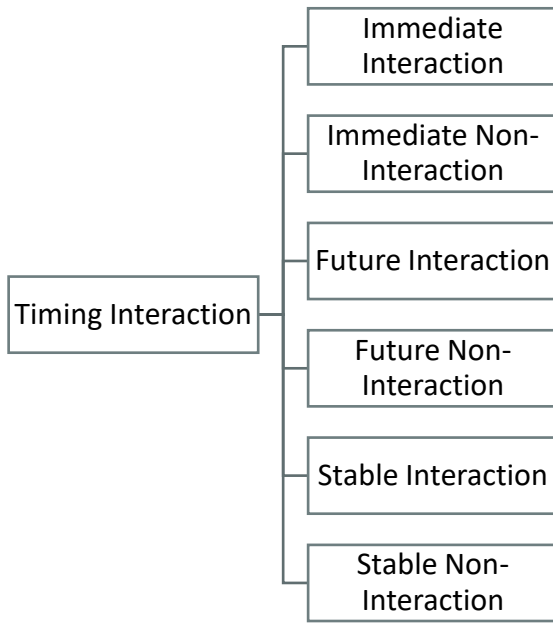 Immediate
Interaction
Immediate Non-
Interaction
Future Interaction
Timing Interaction
Future Non-
Interaction
Stable Interaction
Stable Non-
Interaction